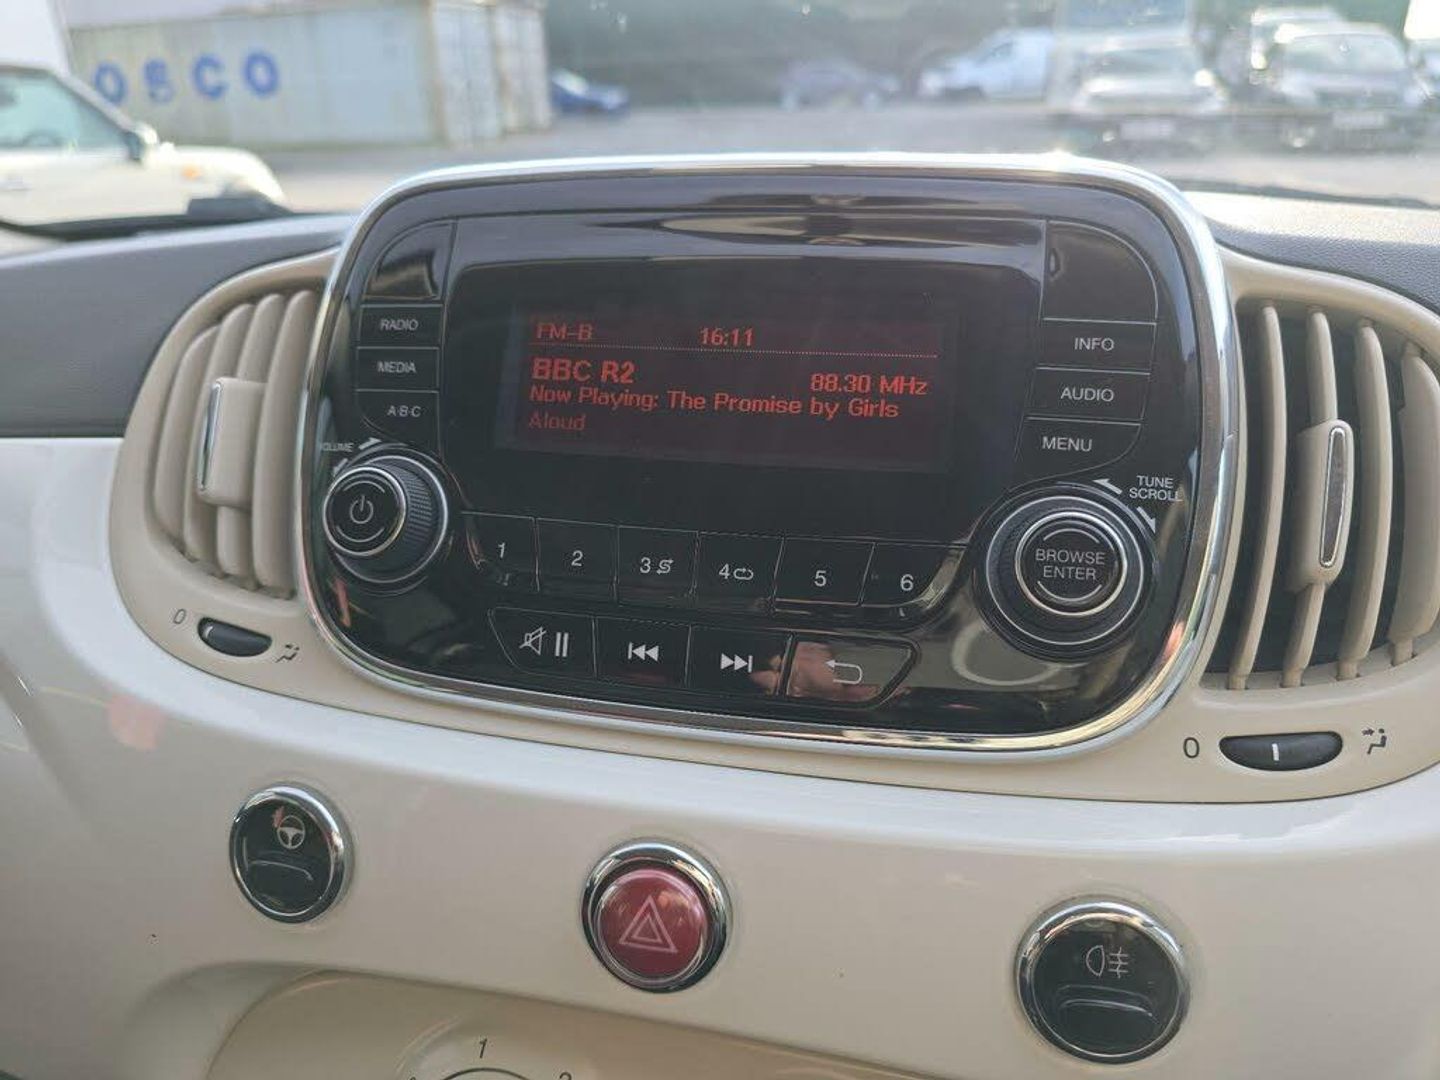 OSCO
RADIO
MEDIA
A·B·C
VOLUME
FM-B 16:11
BBC R2 88.30 MHz
Now Playing: The Promise by Girls
Aloud
INFO
AUDIO
MENU
TUNE
SCROLL
BROWSE
ENTER
1 2 3 4 5 6
0
0
1